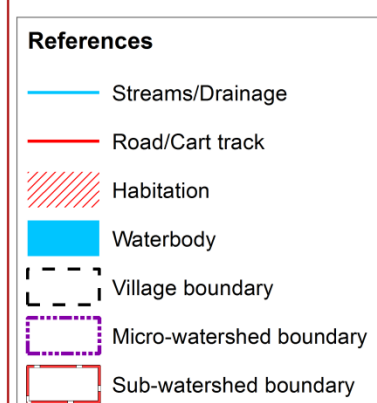 References
Streams/Drainage
Road/Cart track
Habitation
Waterbody
Village boundary
Micro-watershed boundary
Sub-watershed boundary